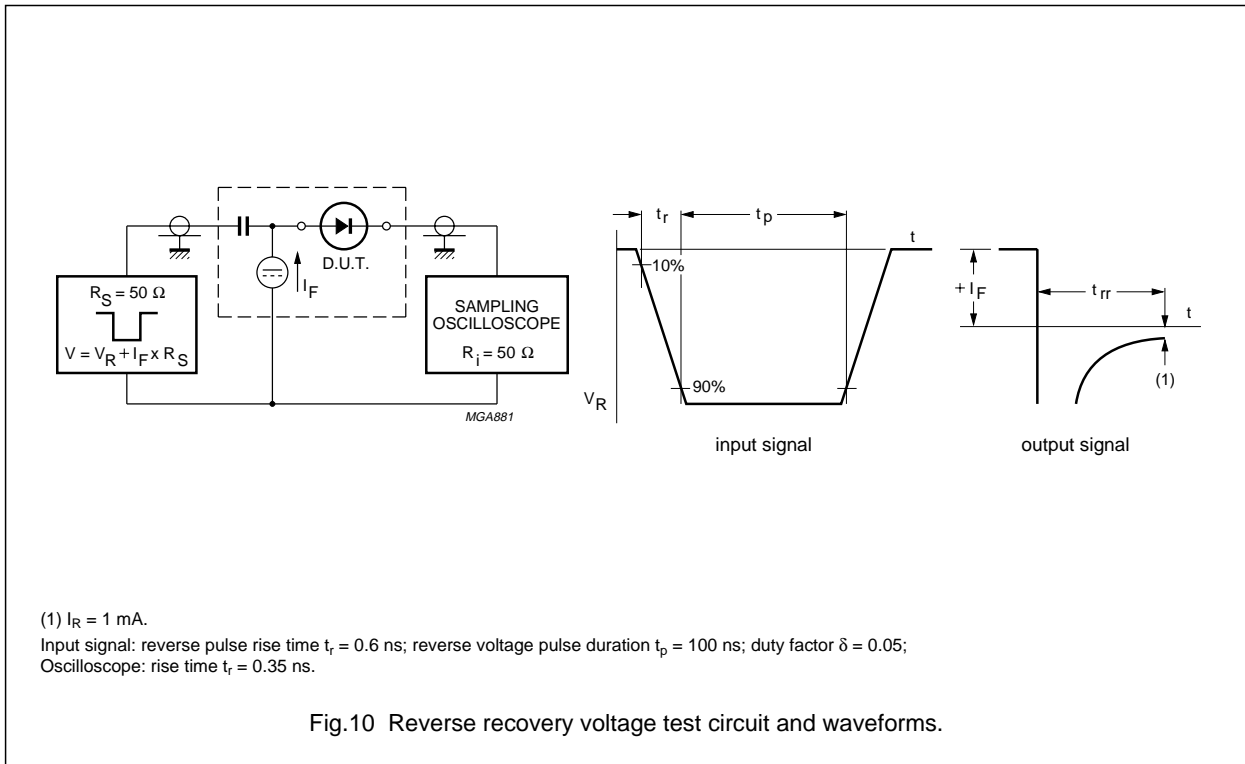 R_S = 50 Ω
V = V_R + I_F x R_S
I_F
D.U.T.
SAMPLING
OSCILLOSCOPE
R_i = 50 Ω
MGA881
t_r
t_p
t
10%
90%
V_R
input signal
+ I_F
t_rr
t
(1)
output signal
(1) I_R = 1 mA.
Input signal: reverse pulse rise time t_r = 0.6 ns; reverse voltage pulse duration t_p = 100 ns; duty factor δ = 0.05;
Oscilloscope: rise time t_r = 0.35 ns.
Fig.10 Reverse recovery voltage test circuit and waveforms.